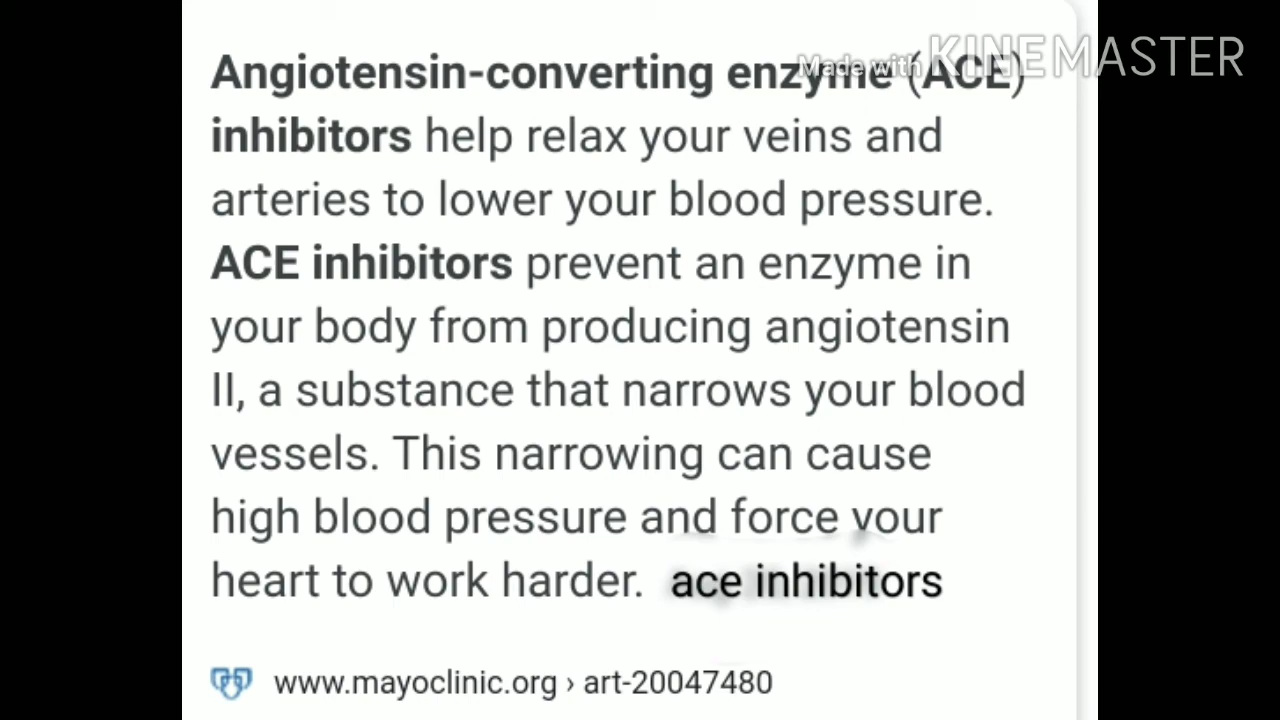 Made with KINEMASTER
Angiotensin-converting enzyme (ACE)
inhibitors help relax your veins and
arteries to lower your blood pressure.
ACE inhibitors prevent an enzyme in
your body from producing angiotensin
II, a substance that narrows your blood
vessels. This narrowing can cause
high blood pressure and force your
heart to work harder. ace inhibitors
www.mayoclinic.org › art-20047480